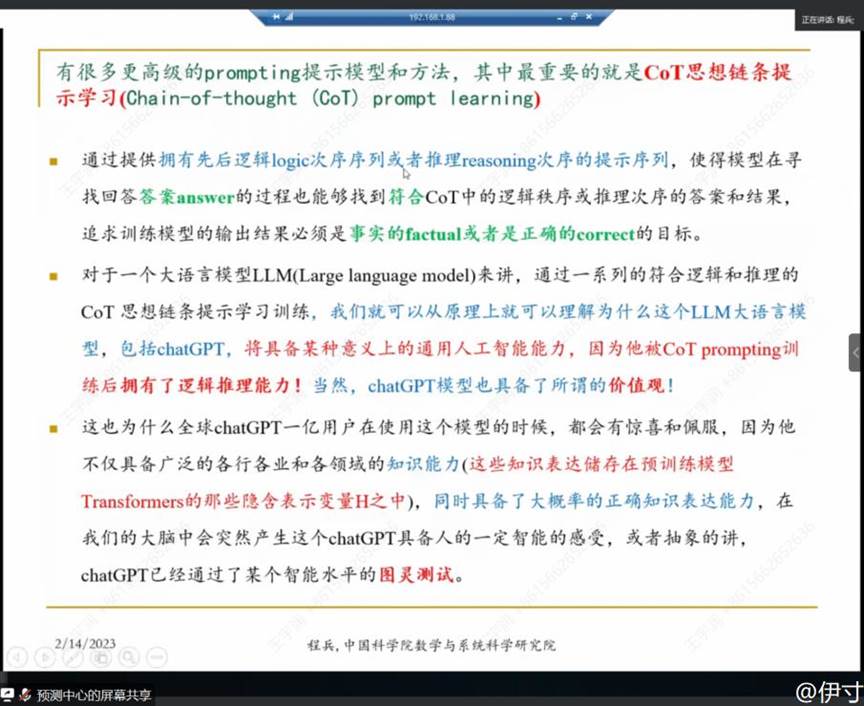 192.168.1.88
正在讲话: 程兵;
有很多更高级的prompting提示模型和方法，其中最重要的就是CoT思想链条提
示学习(Chain-of-thought (CoT) prompt learning)
通过提供拥有先后逻辑logic次序序列或者推理reasoning次序的提示序列，使得模型在寻
找回答答案answer的过程也能够找到符合CoT中的逻辑秩序或推理次序的答案和结果，
追求训练模型的输出结果必须是事实的factual或者是正确的correct的目标。
对于一个大语言模型LLM(Large language model)来讲，通过一系列的符合逻辑和推理的
CoT 思想链条提示学习训练，我们就可以从原理上就可以理解为什么这个LLM大语言模
型，包括chatGPT，将具备某种意义上的通用人工智能能力，因为他被CoT prompting训
练后拥有了逻辑推理能力！当然，chatGPT模型也具备了所谓的价值观！
这也为什么全球chatGPT一亿用户在使用这个模型的时候，都会有惊喜和佩服，因为他
不仅具备广泛的各行各业和各领域的知识能力(这些知识表达储存在预训练模型
Transformers的那些隐含表示变量H之中)，同时具备了大概率的正确知识表达能力，在
我们的大脑中会突然产生这个chatGPT具备人的一定智能的感受，或者抽象的讲，
chatGPT已经通过了某个智能水平的图灵测试。
2/14/2023
程兵, 中国科学院数学与系统科学研究院
预测中心的屏幕共享
@伊寸